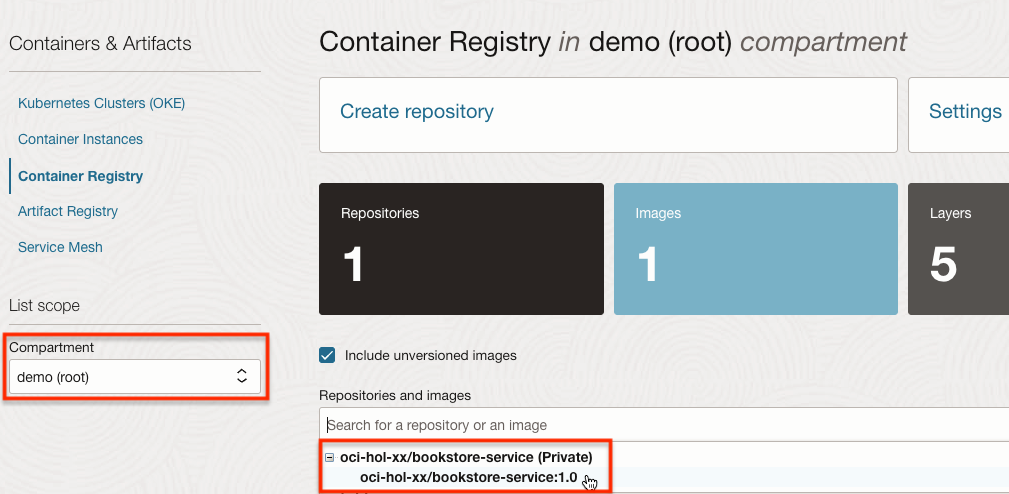 Containers & Artifacts
Kubernetes Clusters (OKE)
Container Instances
Container Registry
Artifact Registry
Service Mesh
List scope
Compartment
demo (root)
Container Registry in demo (root) compartment
Create repository
Settings
Repositories
1
Images
1
Layers
5
Include unversioned images
Repositories and images
Search for a repository or an image
oci-hol-xx/bookstore-service (Private)
oci-hol-xx/bookstore-service:1.0